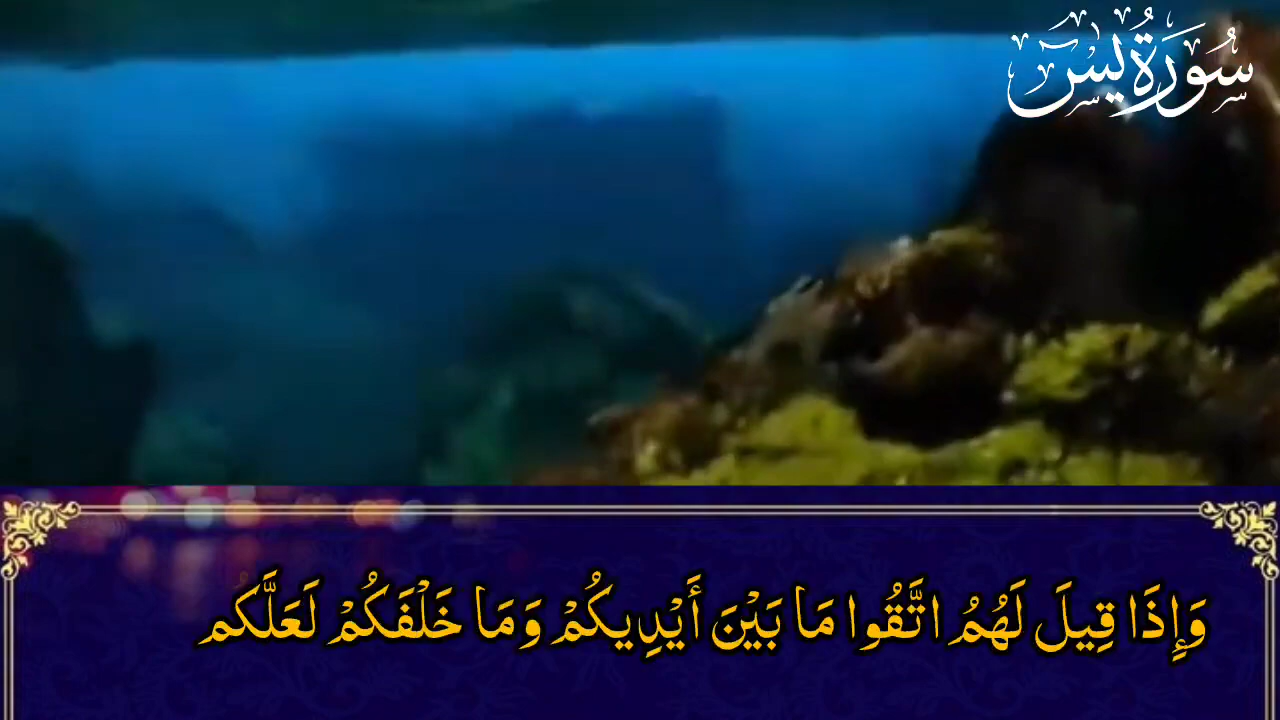 سُورَةُ يسٓ
وَإِذَا قِيلَ لَهُمُ اتَّقُوا مَا بَيْنَ أَيْدِيكُمْ وَمَا خَلْفَكُمْ لَعَلَّكُم